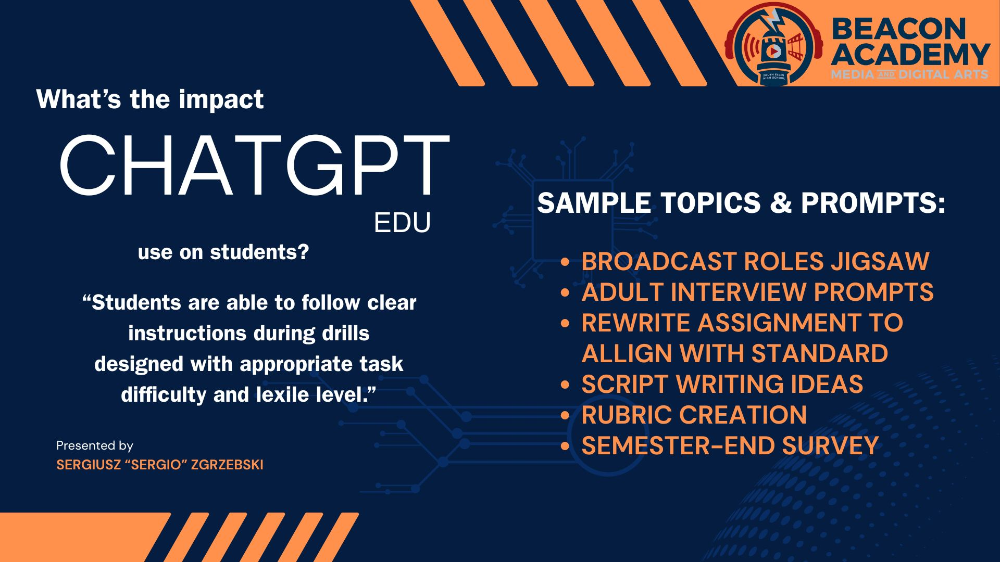 BEACON
ACADEMY
MEDIA AND DIGITAL ARTS
SOUTH ELGIN
HIGH SCHOOL
What’s the impact
CHATGPT
EDU
use on students?
“Students are able to follow clear
instructions during drills
designed with appropriate task
difficulty and lexile level.”
Presented by
SERGIUSZ “SERGIO” ZGRZEBSKI
SAMPLE TOPICS & PROMPTS:
• BROADCAST ROLES JIGSAW
• ADULT INTERVIEW PROMPTS
• REWRITE ASSIGNMENT TO
ALLIGN WITH STANDARD
• SCRIPT WRITING IDEAS
• RUBRIC CREATION
• SEMESTER-END SURVEY